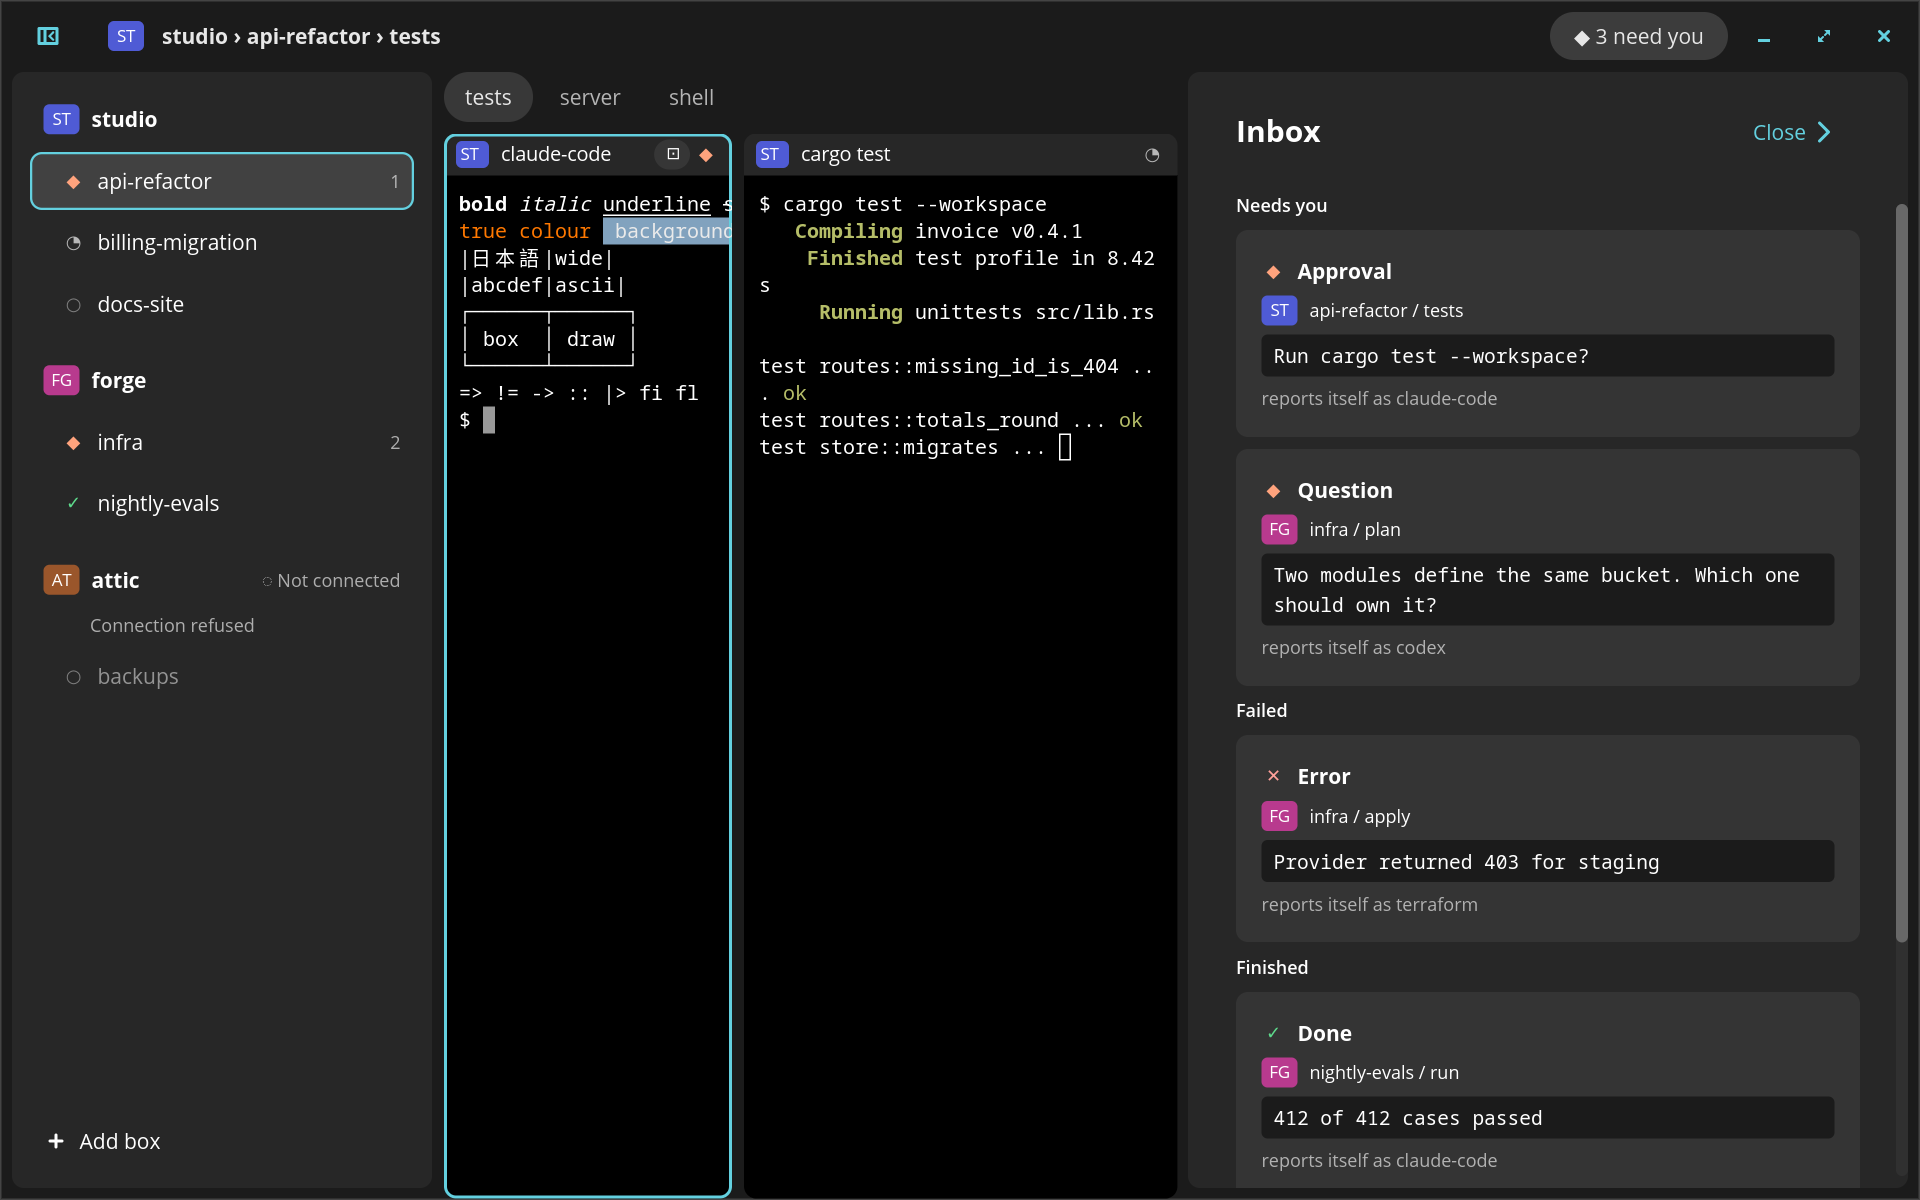 ST studio › api-refactor › tests
◆ 3 need you
ST studio
◆ api-refactor 1
billing-migration
docs-site
FG forge
◆ infra 2
✓ nightly-evals
AT attic Not connected
Connection refused
backups
+ Add box
tests server shell
ST claude-code
bold italic underline
true colour background
|日本語|wide|
|abcdef|ascii|
box │ draw
=> != -> :: |> fi fl
$
ST cargo test
$ cargo test --workspace
Compiling invoice v0.4.1
Finished test profile in 8.42
s
Running unittests src/lib.rs
test routes::missing_id_is_404 ..
. ok
test routes::totals_round ... ok
test store::migrates ...
Inbox
Close
Needs you
◆ Approval
ST api-refactor / tests
Run cargo test --workspace?
reports itself as claude-code
◆ Question
FG infra / plan
Two modules define the same bucket. Which one
should own it?
reports itself as codex
Failed
✕ Error
FG infra / apply
Provider returned 403 for staging
reports itself as terraform
Finished
✓ Done
FG nightly-evals / run
412 of 412 cases passed
reports itself as claude-code